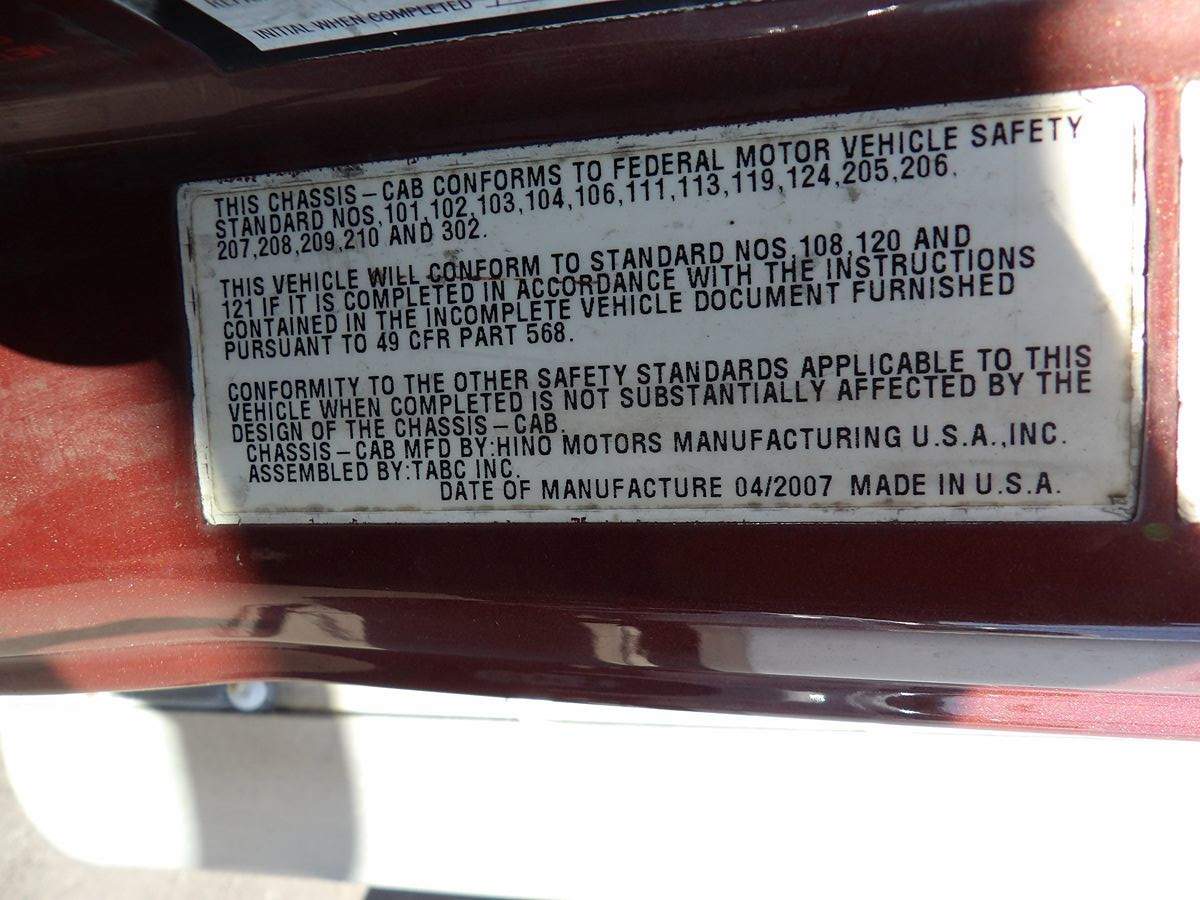 INITIAL WHEN COMPLETED
THIS CHASSIS-CAB CONFORMS TO FEDERAL MOTOR VEHICLE SAFETY
STANDARD NOS,101,102,103,104,106,111,113,119,124,205,206.
207,208,209,210 AND 302.
THIS VEHICLE WILL CONFORM TO STANDARD NOS,108,120 AND
121 IF IT IS COMPLETED IN ACCORDANCE WITH THE INSTRUCTIONS
CONTAINED IN THE INCOMPLETE VEHICLE DOCUMENT FURNISHED
PURSUANT TO 49 CFR PART 568.
CONFORMITY TO THE OTHER SAFETY STANDARDS APPLICABLE TO THIS
VEHICLE WHEN COMPLETED IS NOT SUBSTANTIALLY AFFECTED BY THE
DESIGN OF THE CHASSIS-CAB.
CHASSIS-CAB MFD BY:HINO MOTORS MANUFACTURING U.S.A.,INC.
ASSEMBLED BY:TABC INC.
DATE OF MANUFACTURE 04/2007 MADE IN U.S.A.